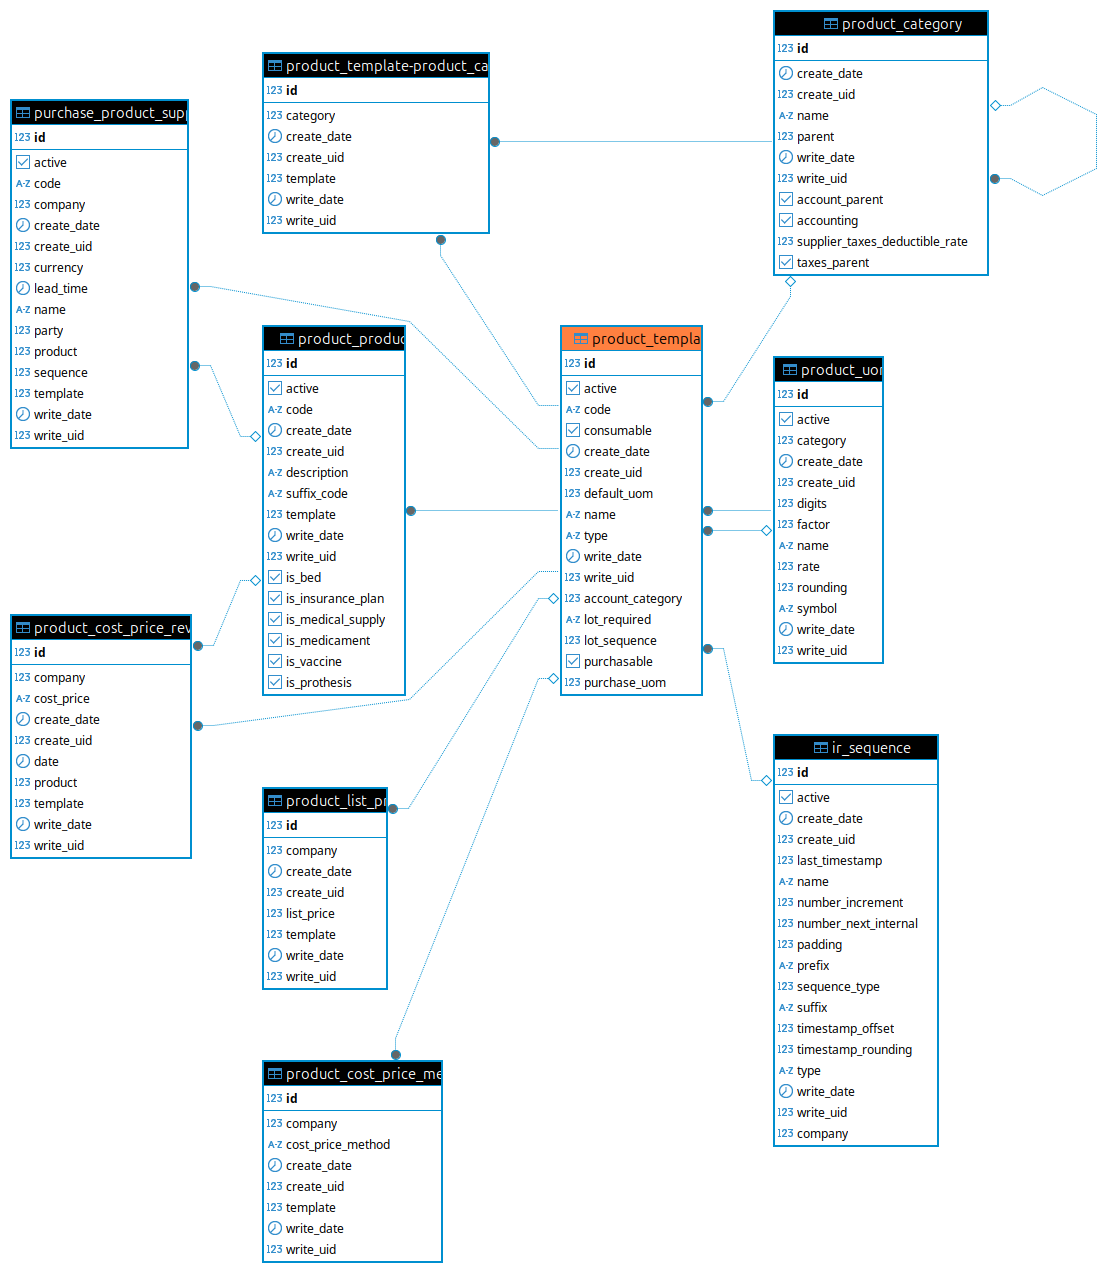 product_category
123 id
create_date
123 create_uid
A-Z name
123 parent
write_date
123 write_uid
account_parent
accounting
123 supplier_taxes_deductible_rate
taxes_parent
product_template-product_ca
123 id
123 category
create_date
123 create_uid
123 template
write_date
123 write_uid
purchase_product_sup
123 id
active
A-Z code
123 company
create_date
123 create_uid
123 currency
lead_time
A-Z name
123 party
123 product
123 sequence
123 template
write_date
123 write_uid
product_produc
123 id
active
A-Z code
create_date
123 create_uid
A-Z description
A-Z suffix_code
123 template
write_date
123 write_uid
is_bed
is_insurance_plan
is_medical_supply
is_medicament
is_vaccine
is_prothesis
product_templa
123 id
active
A-Z code
consumable
create_date
123 create_uid
123 default_uom
A-Z name
A-Z type
write_date
123 write_uid
123 account_category
A-Z lot_required
123 lot_sequence
purchasable
123 purchase_uom
product_uo
123 id
active
123 category
create_date
123 create_uid
123 digits
123 factor
A-Z name
123 rate
123 rounding
A-Z symbol
write_date
123 write_uid
product_cost_price_rev
123 id
123 company
A-Z cost_price
create_date
123 create_uid
date
123 product
123 template
write_date
123 write_uid
ir_sequence
123 id
active
create_date
123 create_uid
123 last_timestamp
A-Z name
123 number_increment
123 number_next_internal
123 padding
A-Z prefix
123 sequence_type
A-Z suffix
123 timestamp_offset
123 timestamp_rounding
A-Z type
write_date
123 write_uid
123 company
product_list_pr
123 id
123 company
create_date
123 create_uid
123 list_price
123 template
write_date
123 write_uid
product_cost_price_me
123 id
123 company
A-Z cost_price_method
create_date
123 create_uid
123 template
write_date
123 write_uid